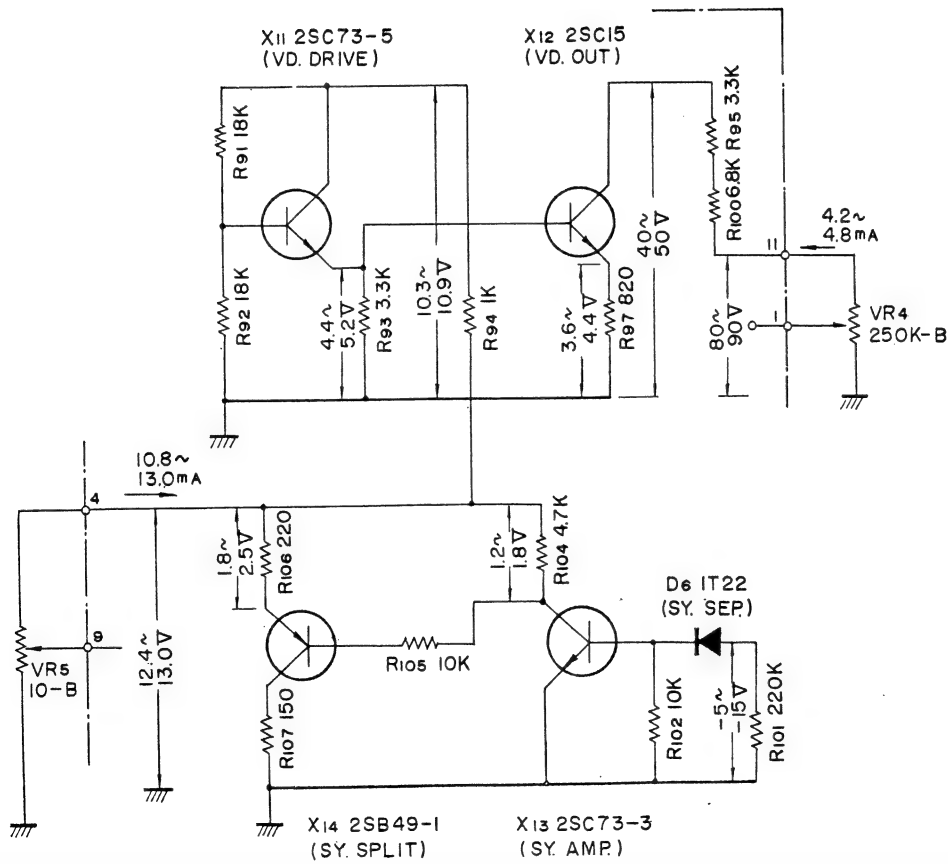 X11 2SC73-5
(VD. DRIVE)
X12 2SC15
(VD. OUT)
R91 18K
R92 18K
4.4~
5.2V
R93 3.3K
10.3~
10.9V
R94 1K
3.6~
4.4V
R97 820
40~
50V
R100 6.8K
R95 3.3K
80~
90V
11
4.2~
4.8mA
1
VR4
250K-B
10.8~
13.0mA
4
9
VR5
10-B
12.4~
13.0V
1.8~
2.5V
R106 220
R107 150
R105 10K
1.2~
1.8V
R104 4.7K
D6 1T22
(SY. SEP.)
R102 10K
-5~
-15V
R101 220K
X14 2SB49-1
(SY. SPLIT)
X13 2SC73-3
(SY. AMP.)